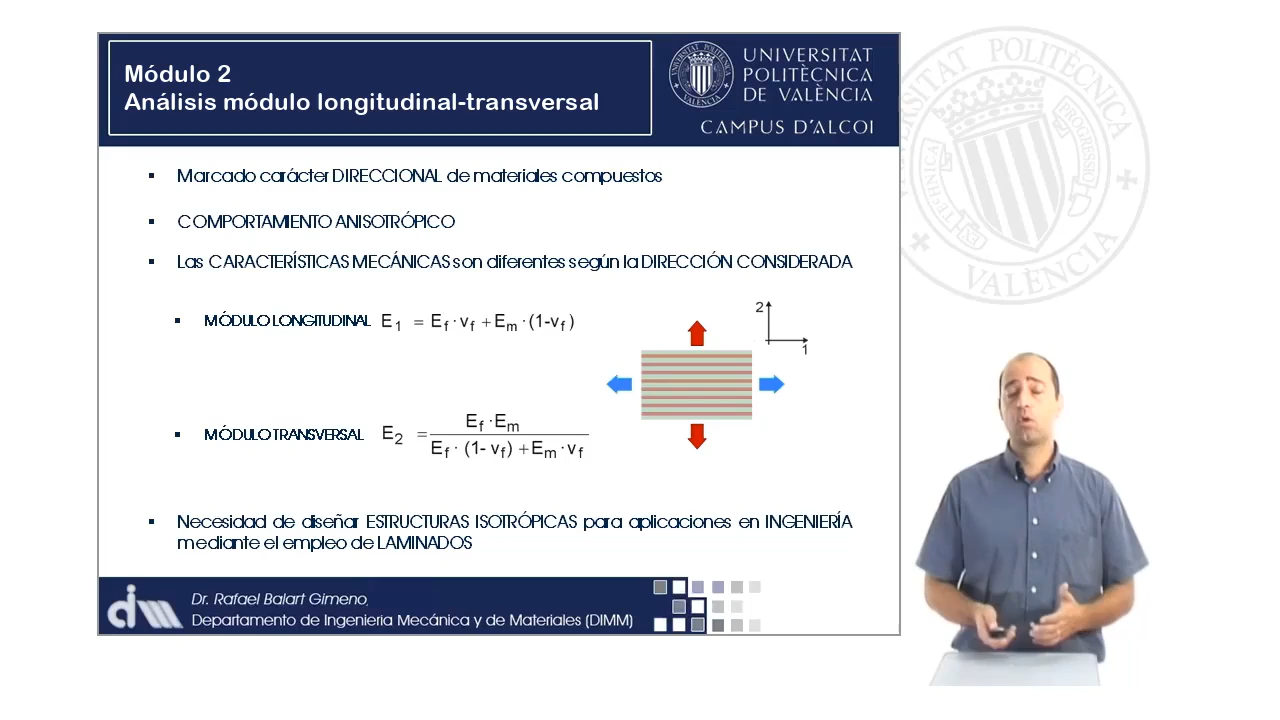 Módulo 2
Análisis módulo longitudinal-transversal
UNIVERSITAT
POLITÈCNICA
DE VALÈNCIA
CAMPUS D'ALCOI
▪ Marcado carácter DIRECCIONAL de materiales compuestos
▪ COMPORTAMIENTO ANISOTRÓPICO
▪ Las CARACTERÍSTICAS MECÁNICAS son diferentes según la DIRECCIÓN CONSIDERADA
▪ MÓDULO LONGITUDINAL E1 = Ef · vf + Em · (1-vf)
2
1
▪ MÓDULO TRANSVERSAL E2 = Ef · Em / Ef · (1- vf) + Em · vf
▪ Necesidad de diseñar ESTRUCTURAS ISOTRÓPICAS para aplicaciones en INGENIERÍA
mediante el empleo de LAMINADOS
dim
Dr. Rafael Balart Gimeno,
Departamento de Ingeniería Mecánica y de Materiales (DIMM)
POLITECNICA
VALÈNCIA